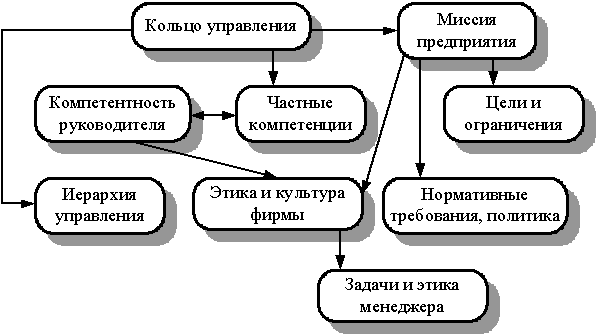 Кольцо управления
Миссия
предприятия
Компетентность
руководителя
Частные
компетенции
Цели и
ограничения
Иерархия
управления
Этика и культура
фирмы
Нормативные
требования, политика
Задачи и этика
менеджера